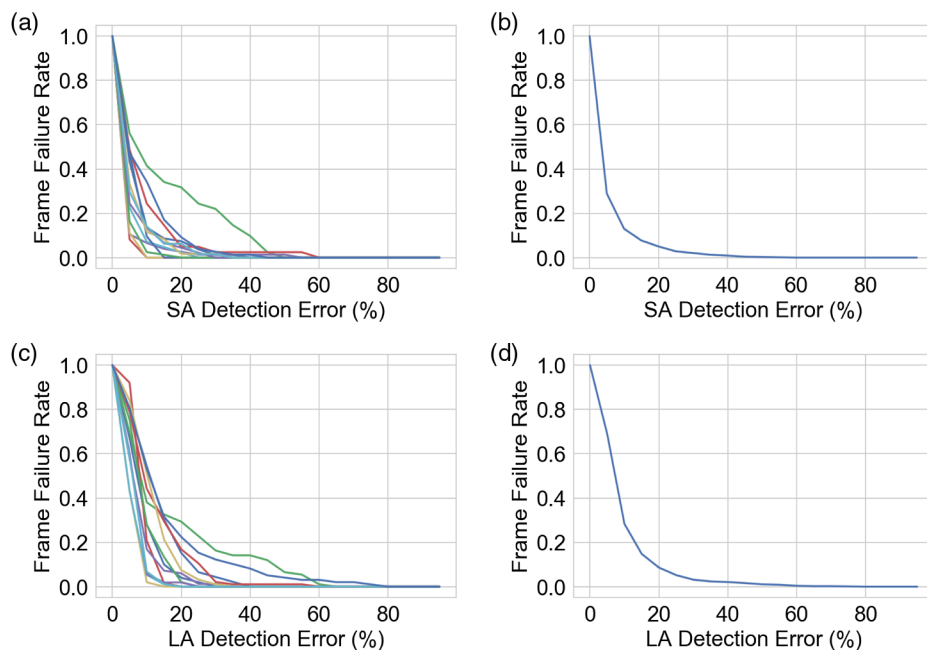 (a)
Frame Failure Rate
1.0
0.8
0.6
0.4
0.2
0.0
0 20 40 60 80
SA Detection Error (%)
(b)
Frame Failure Rate
1.0
0.8
0.6
0.4
0.2
0.0
0 20 40 60 80
SA Detection Error (%)
(c)
Frame Failure Rate
1.0
0.8
0.6
0.4
0.2
0.0
0 20 40 60 80
LA Detection Error (%)
(d)
Frame Failure Rate
1.0
0.8
0.6
0.4
0.2
0.0
0 20 40 60 80
LA Detection Error (%)